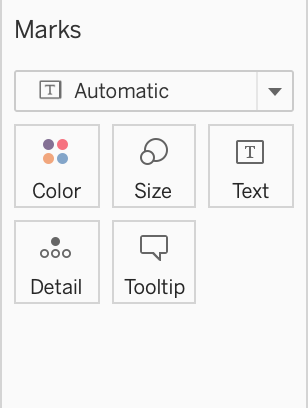 Marks
T Automatic
Color Size T Text
Detail Tooltip